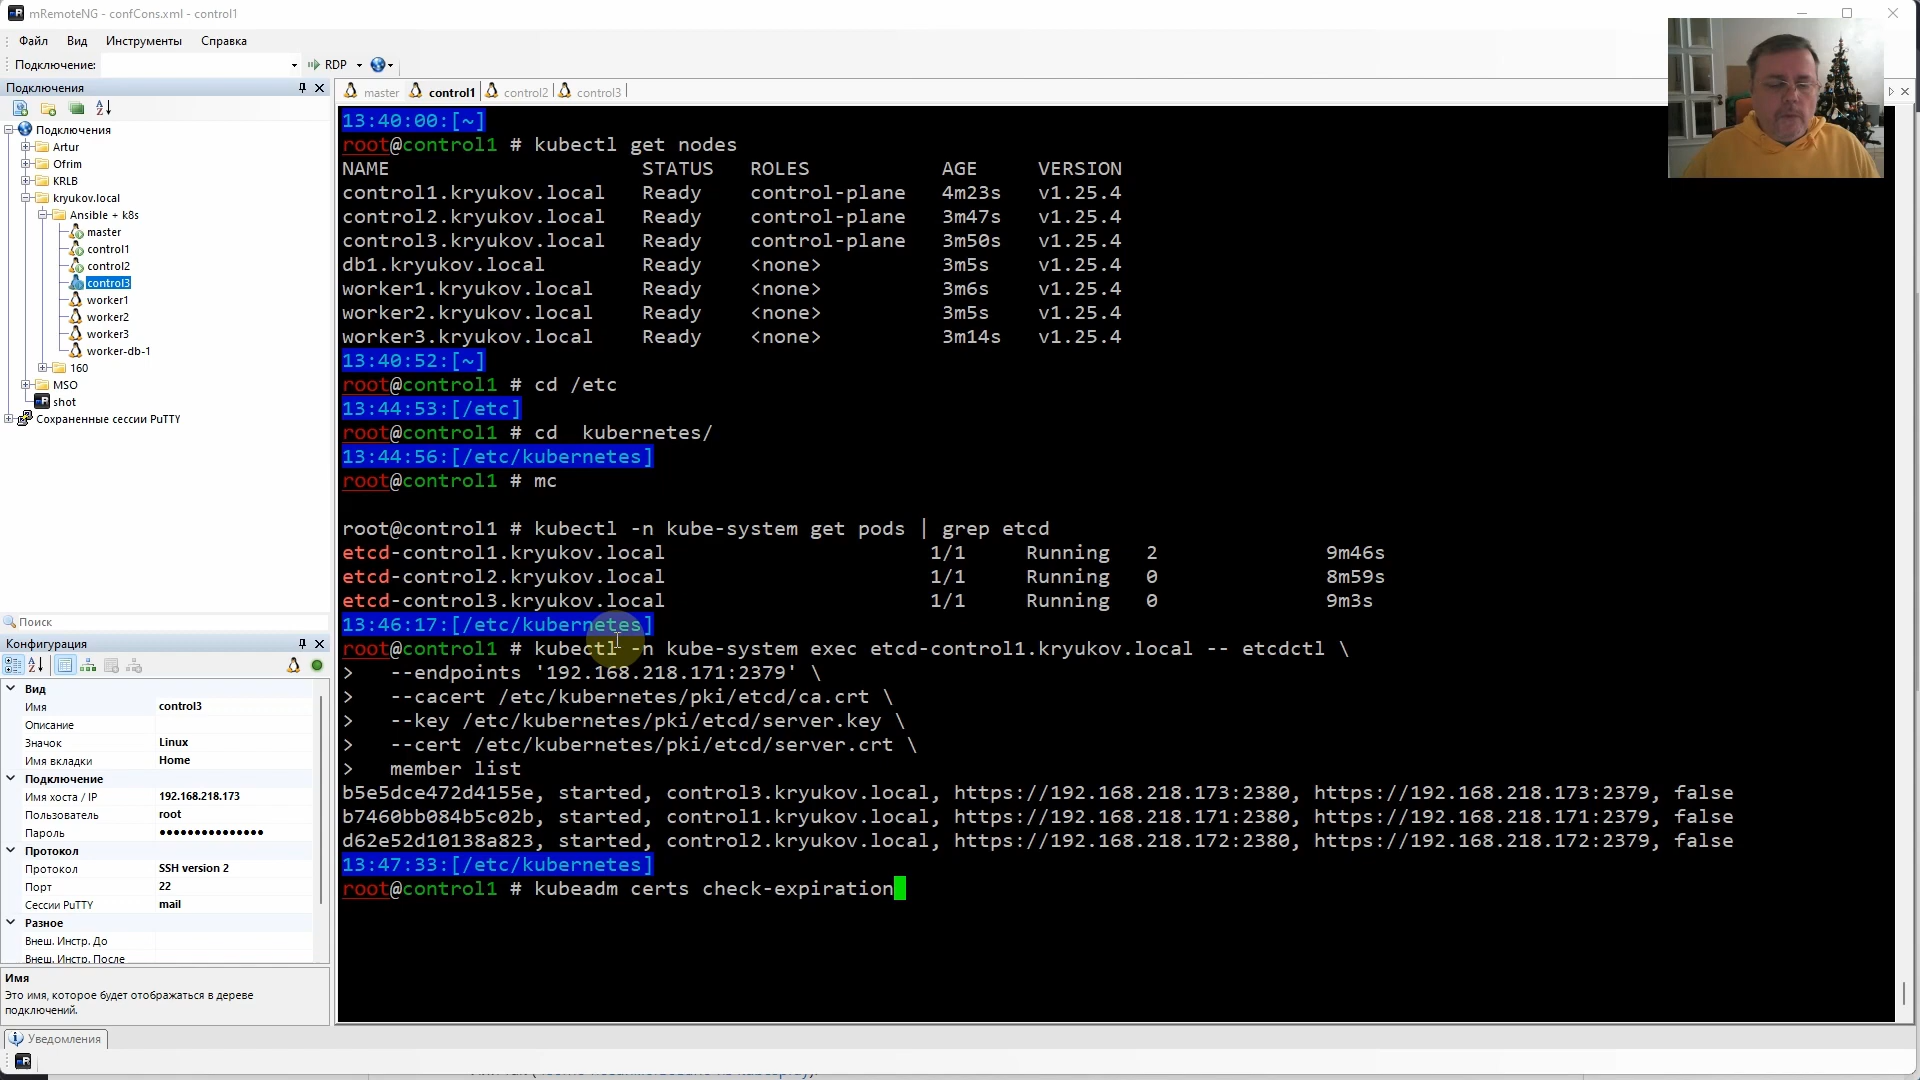 mRemoteNG - confCons.xml - control1
Файл Вид Инструменты Справка
Подключение: RDP
Подключения
Подключения
Artur
Ofrim
KRLB
kryukov.local
Ansible + k8s
master
control1
control2
control3
worker1
worker2
worker3
worker-db-1
160
MSO
shot
Сохраненные сессии PuTTY
Поиск
Конфигурация
Вид
Имя control3
Описание
Значок Linux
Имя вкладки Home
Подключение
Имя хоста / IP 192.168.218.173
Пользователь root
Пароль ●●●●●●●●●●●●●●●
Протокол
Протокол SSH version 2
Порт 22
Сессии PuTTY mail
Разное
Внеш. Инстр. До
Внеш. Инстр. После
Имя
Это имя, которое будет отображаться в дереве
подключений.
Уведомления
master control1 control2 control3
13:40:00:[~]
root@control1 # kubectl get nodes
NAME STATUS ROLES AGE VERSION
control1.kryukov.local Ready control-plane 4m23s v1.25.4
control2.kryukov.local Ready control-plane 3m47s v1.25.4
control3.kryukov.local Ready control-plane 3m50s v1.25.4
db1.kryukov.local Ready <none> 3m5s v1.25.4
worker1.kryukov.local Ready <none> 3m6s v1.25.4
worker2.kryukov.local Ready <none> 3m5s v1.25.4
worker3.kryukov.local Ready <none> 3m14s v1.25.4
13:40:52:[~]
root@control1 # cd /etc
13:44:53:[/etc]
root@control1 # cd  kubernetes/
13:44:56:[/etc/kubernetes]
root@control1 # mc
root@control1 # kubectl -n kube-system get pods | grep etcd
etcd-control1.kryukov.local 1/1 Running 2 9m46s
etcd-control2.kryukov.local 1/1 Running 0 8m59s
etcd-control3.kryukov.local 1/1 Running 0 9m3s
13:46:17:[/etc/kubernetes]
root@control1 # kubectl -n kube-system exec etcd-control1.kryukov.local -- etcdctl \
>   --endpoints '192.168.218.171:2379' \
>   --cacert /etc/kubernetes/pki/etcd/ca.crt \
>   --key /etc/kubernetes/pki/etcd/server.key \
>   --cert /etc/kubernetes/pki/etcd/server.crt \
>   member list
b5e5dce472d4155e, started, control3.kryukov.local, https://192.168.218.173:2380, https://192.168.218.173:2379, false
b7460bb084b5c02b, started, control1.kryukov.local, https://192.168.218.171:2380, https://192.168.218.171:2379, false
d62e52d10138a823, started, control2.kryukov.local, https://192.168.218.172:2380, https://192.168.218.172:2379, false
13:47:33:[/etc/kubernetes]
root@control1 # kubeadm certs check-expiration